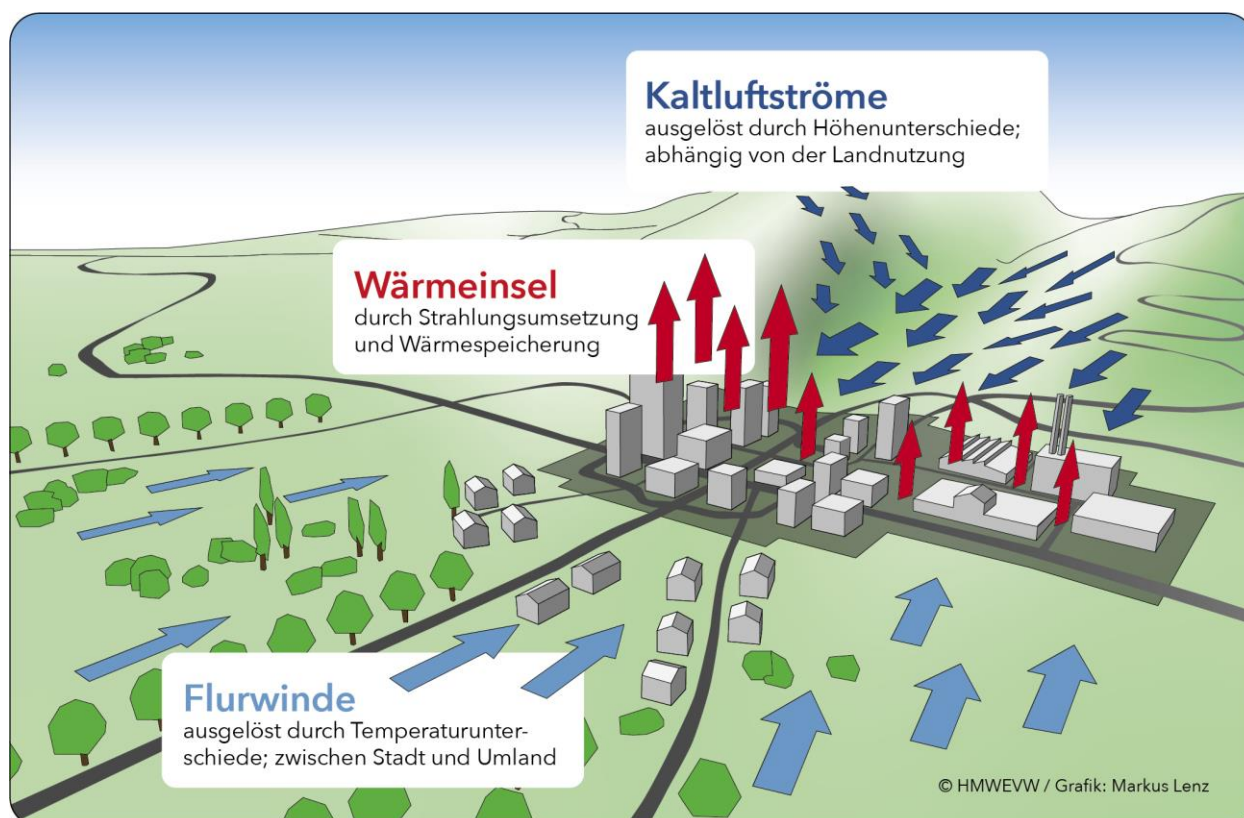 Kaltluftströme
ausgelöst durch Höhenunterschiede;
abhängig von der Landnutzung
Wärmeinsel
durch Strahlungsumsetzung
und Wärmespeicherung
Flurwinde
ausgelöst durch Temperaturunter-
schiede; zwischen Stadt und Umland
© HMWEVW / Grafik: Markus Lenz